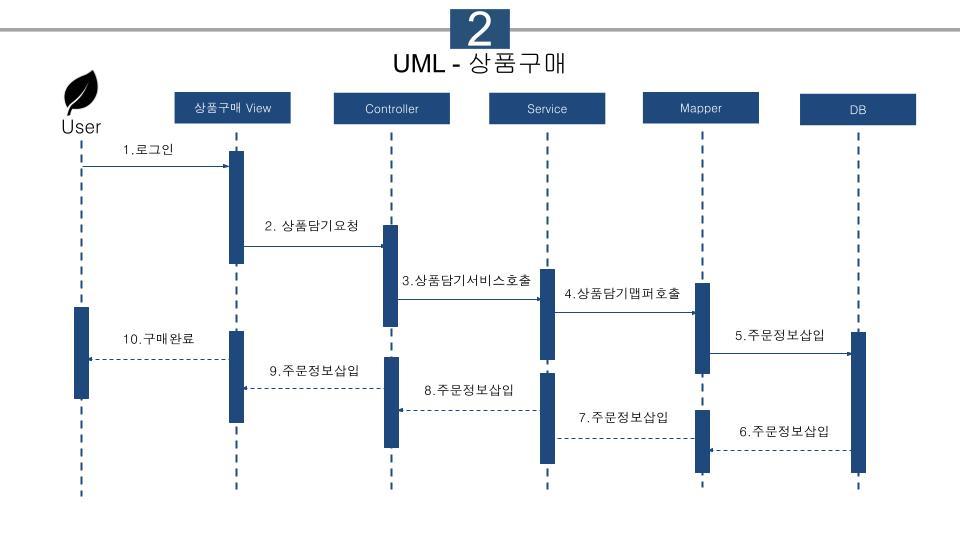 2
UML - 상품구매
User
상품구매 View
Controller
Service
Mapper
DB
1.로그인
2. 상품담기요청
3.상품담기서비스호출
4.상품담기맵퍼호출
5.주문정보삽입
10.구매완료
9.주문정보삽입
8.주문정보삽입
7.주문정보삽입
6.주문정보삽입